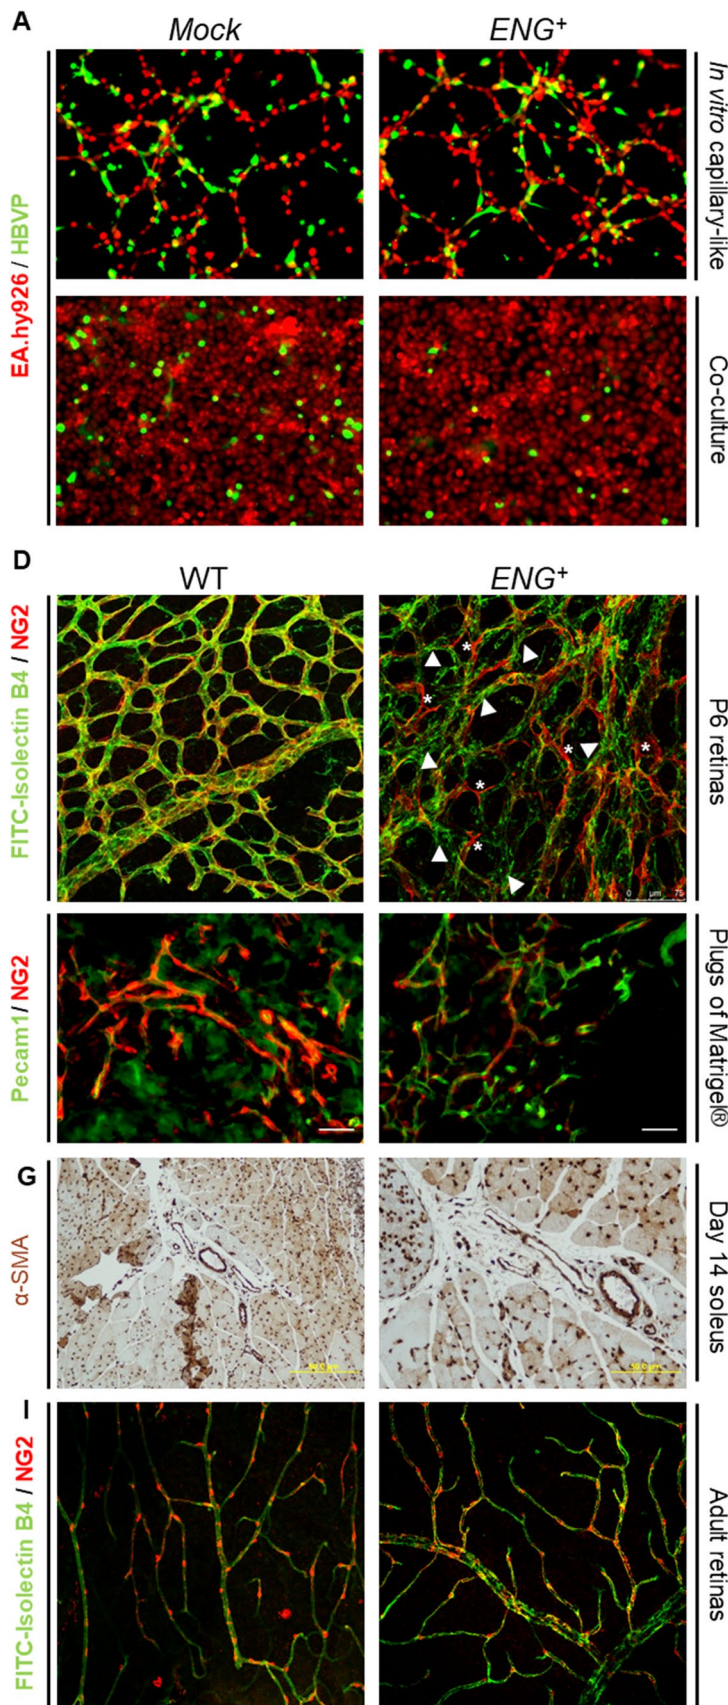 A
Mock
ENG+
EA.hy926 / HBVP
In vitro capillary-like
Co-culture
D
WT
ENG+
FITC-Isolectin B4 / NG2
P6 retinas
0 µm 75
Pecam1/ NG2
Plugs of Matrigel®
G
α-SMA
Day 14 soleus
I
FITC-Isolectin B4 / NG2
Adult retinas